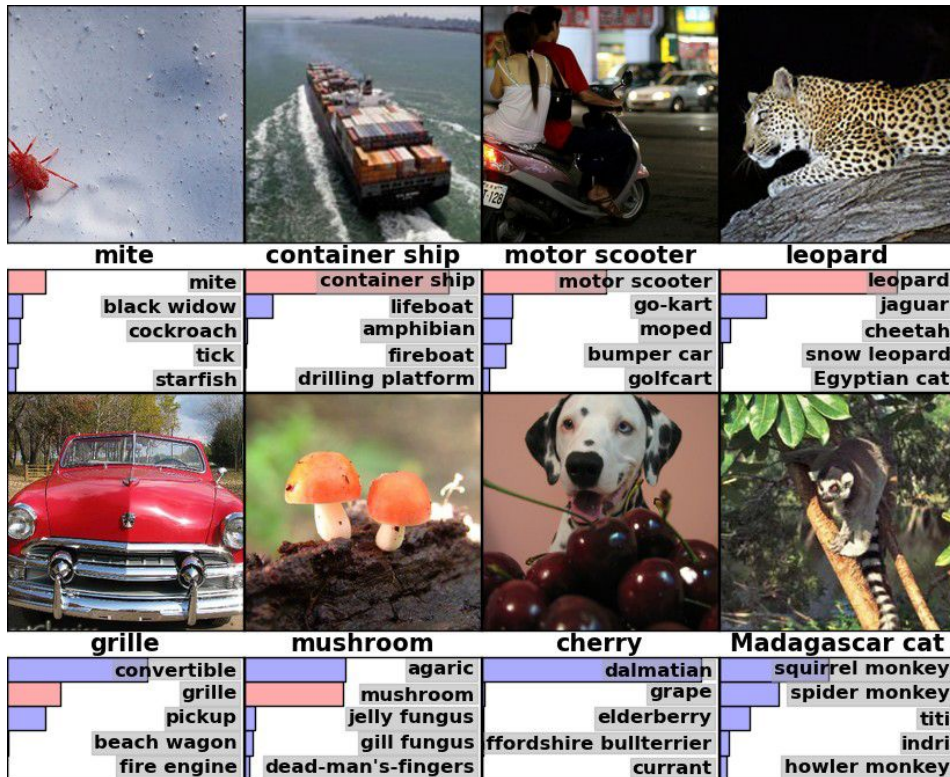 T-128
mite
container ship
motor scooter
leopard
mite
black widow
cockroach
tick
starfish
container ship
lifeboat
amphibian
fireboat
drilling platform
motor scooter
go-kart
moped
bumper car
golfcart
leopard
jaguar
cheetah
snow leopard
Egyptian cat
grille
mushroom
cherry
Madagascar cat
convertible
grille
pickup
beach wagon
fire engine
agaric
mushroom
jelly fungus
gill fungus
dead-man's-fingers
dalmatian
grape
elderberry
ffordshire bullterrier
currant
squirrel monkey
spider monkey
titi
indri
howler monkey